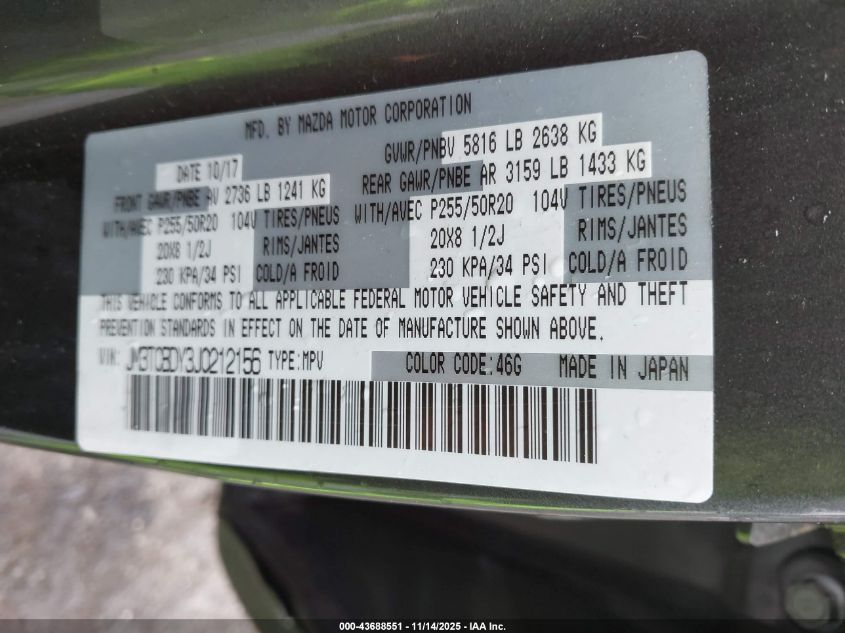 MFD. BY MAZDA MOTOR CORPORATION
DATE 10/17 GVWR/PNBV 5816 LB 2638 KG
FRONT GAWR/PNBE AV 2736 LB 1241 KG REAR GAWR/PNBE AR 3159 LB 1433 KG
WITH/AVEC P255/50R20 104V TIRES/PNEUS WITH/AVEC P255/50R20 104V TIRES/PNEUS
20X8 1/2J RIMS/JANTES 20X8 1/2J RIMS/JANTES
230 KPA/34 PSI COLD/A FROID 230 KPA/34 PSI COLD/A FROID
THIS VEHICLE CONFORMS TO ALL APPLICABLE FEDERAL MOTOR VEHICLE SAFETY AND THEFT
PREVENTION STANDARDS IN EFFECT ON THE DATE OF MANUFACTURE SHOWN ABOVE.
VIN: JM3TCBDY3J0212156 TYPE:MPV COLOR CODE:46G MADE IN JAPAN
000-43688551 | 11/14/2025 - IAA Inc.